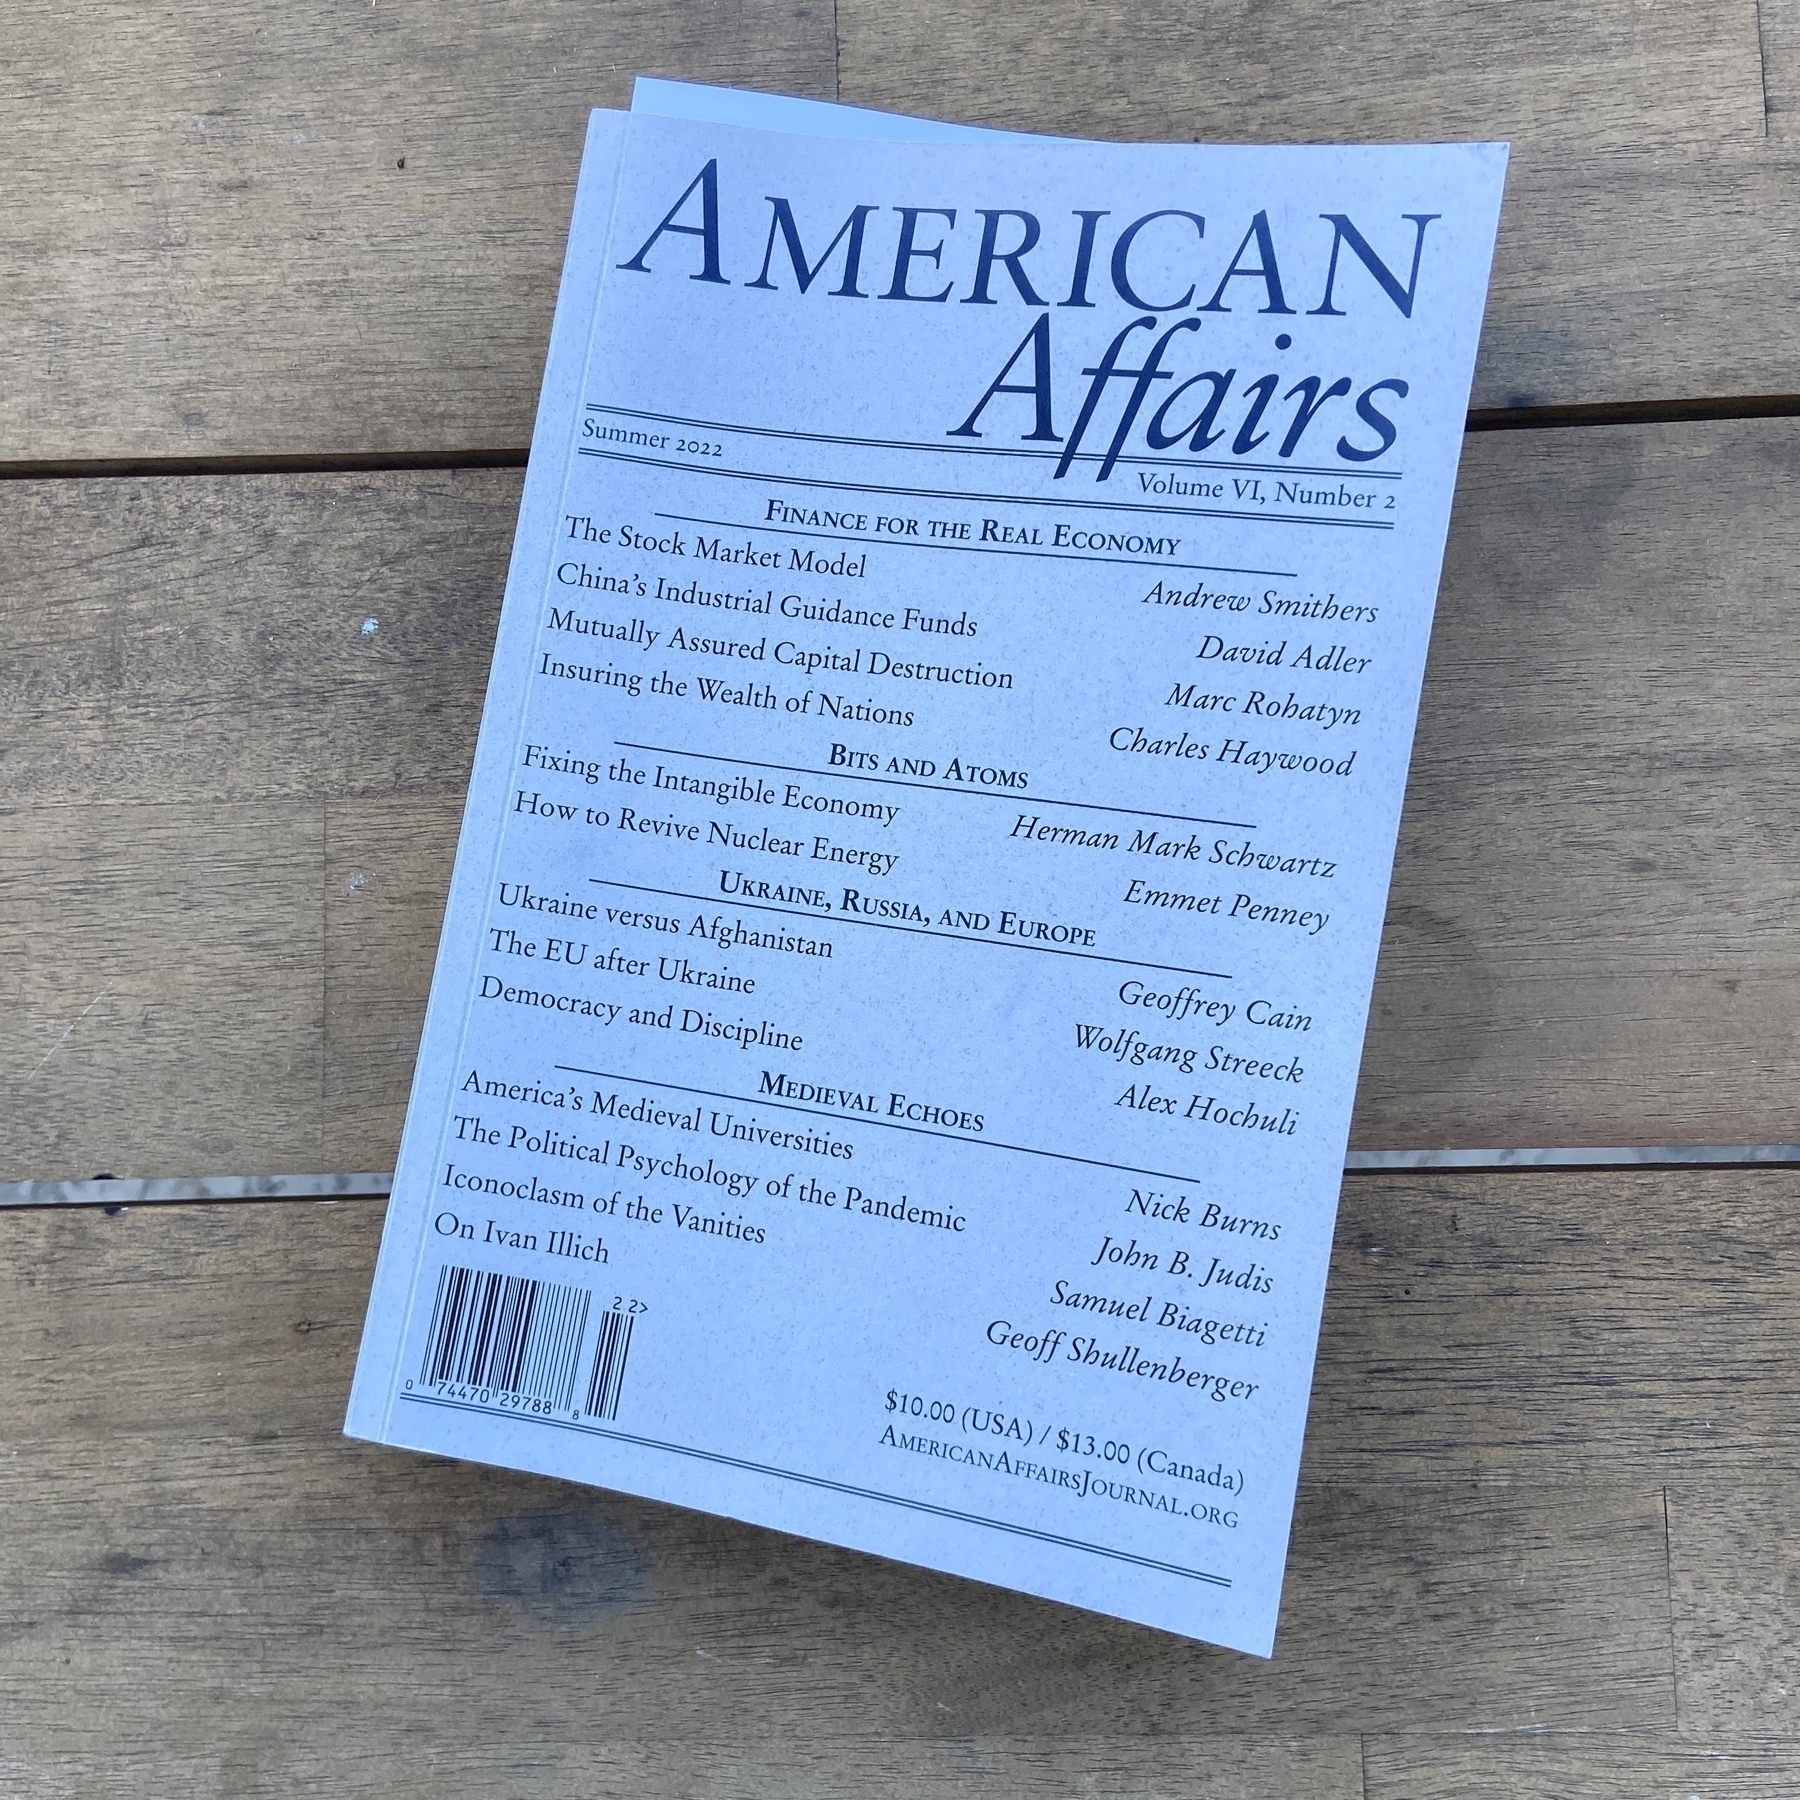 AMERICAN
Affairs
Summer 2022 Volume VI, Number 2
FINANCE FOR THE REAL ECONOMY
The Stock Market Model Andrew Smithers
China's Industrial Guidance Funds David Adler
Mutually Assured Capital Destruction Marc Rohatyn
Insuring the Wealth of Nations Charles Haywood
BITS AND ATOMS
Fixing the Intangible Economy Herman Mark Schwartz
How to Revive Nuclear Energy Emmet Penney
UKRAINE, RUSSIA, AND EUROPE
Ukraine versus Afghanistan Geoffrey Cain
The EU after Ukraine Wolfgang Streeck
Democracy and Discipline Alex Hochuli
MEDIEVAL ECHOES
America's Medieval Universities Nick Burns
The Political Psychology of the Pandemic John B. Judis
Iconoclasm of the Vanities Samuel Biagetti
On Ivan Illich Geoff Shullenberger
22>
0 74470 29788 8
$10.00 (USA) / $13.00 (Canada)
AMERICANAFFAIRSJOURNAL.ORG